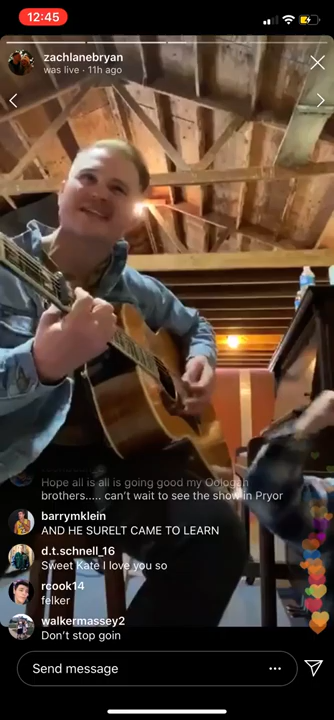 12:45
zachlanebryan
was live · 11h ago
Hope all is all is going good my Oologah
brothers..... can't wait to see the show in Pryor
barrymklein
AND HE SURELT CAME TO LEARN
d.t.schnell_16
Sweet Kate I love you so
rcook14
felker
walkermassey2
Don't stop goin
Send message